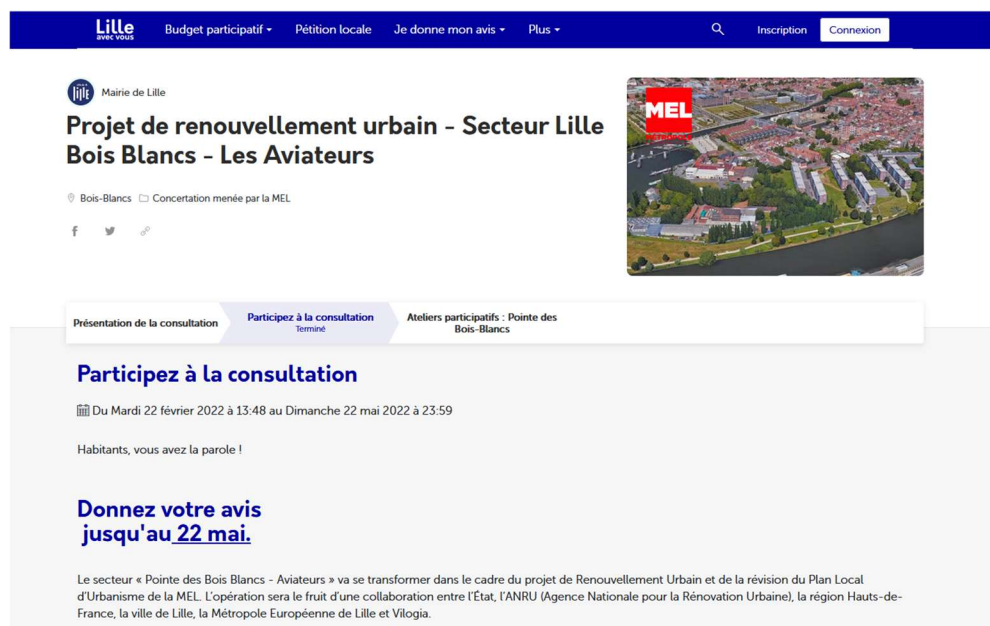 Lille
avec vous
Budget participatif
Pétition locale
Je donne mon avis
Plus
Inscription
Connexion
Mairie de Lille
Projet de renouvellement urbain - Secteur Lille
Bois Blancs - Les Aviateurs
Bois-Blancs
Concertation menée par la MEL
MEL
Présentation de la consultation
Participez à la consultation
Terminé
Ateliers participatifs : Pointe des
Bois-Blancs
Participez à la consultation
Du Mardi 22 février 2022 à 13:48 au Dimanche 22 mai 2022 à 23:59
Habitants, vous avez la parole !
Donnez votre avis
jusqu'au 22 mai.
Le secteur « Pointe des Bois Blancs - Aviateurs » va se transformer dans le cadre du projet de Renouvellement Urbain et de la révision du Plan Local
d'Urbanisme de la MEL. L'opération sera le fruit d'une collaboration entre l'État, l'ANRU (Agence Nationale pour la Rénovation Urbaine), la région Hauts-de-
France, la ville de Lille, la Métropole Européenne de Lille et Vilogia.